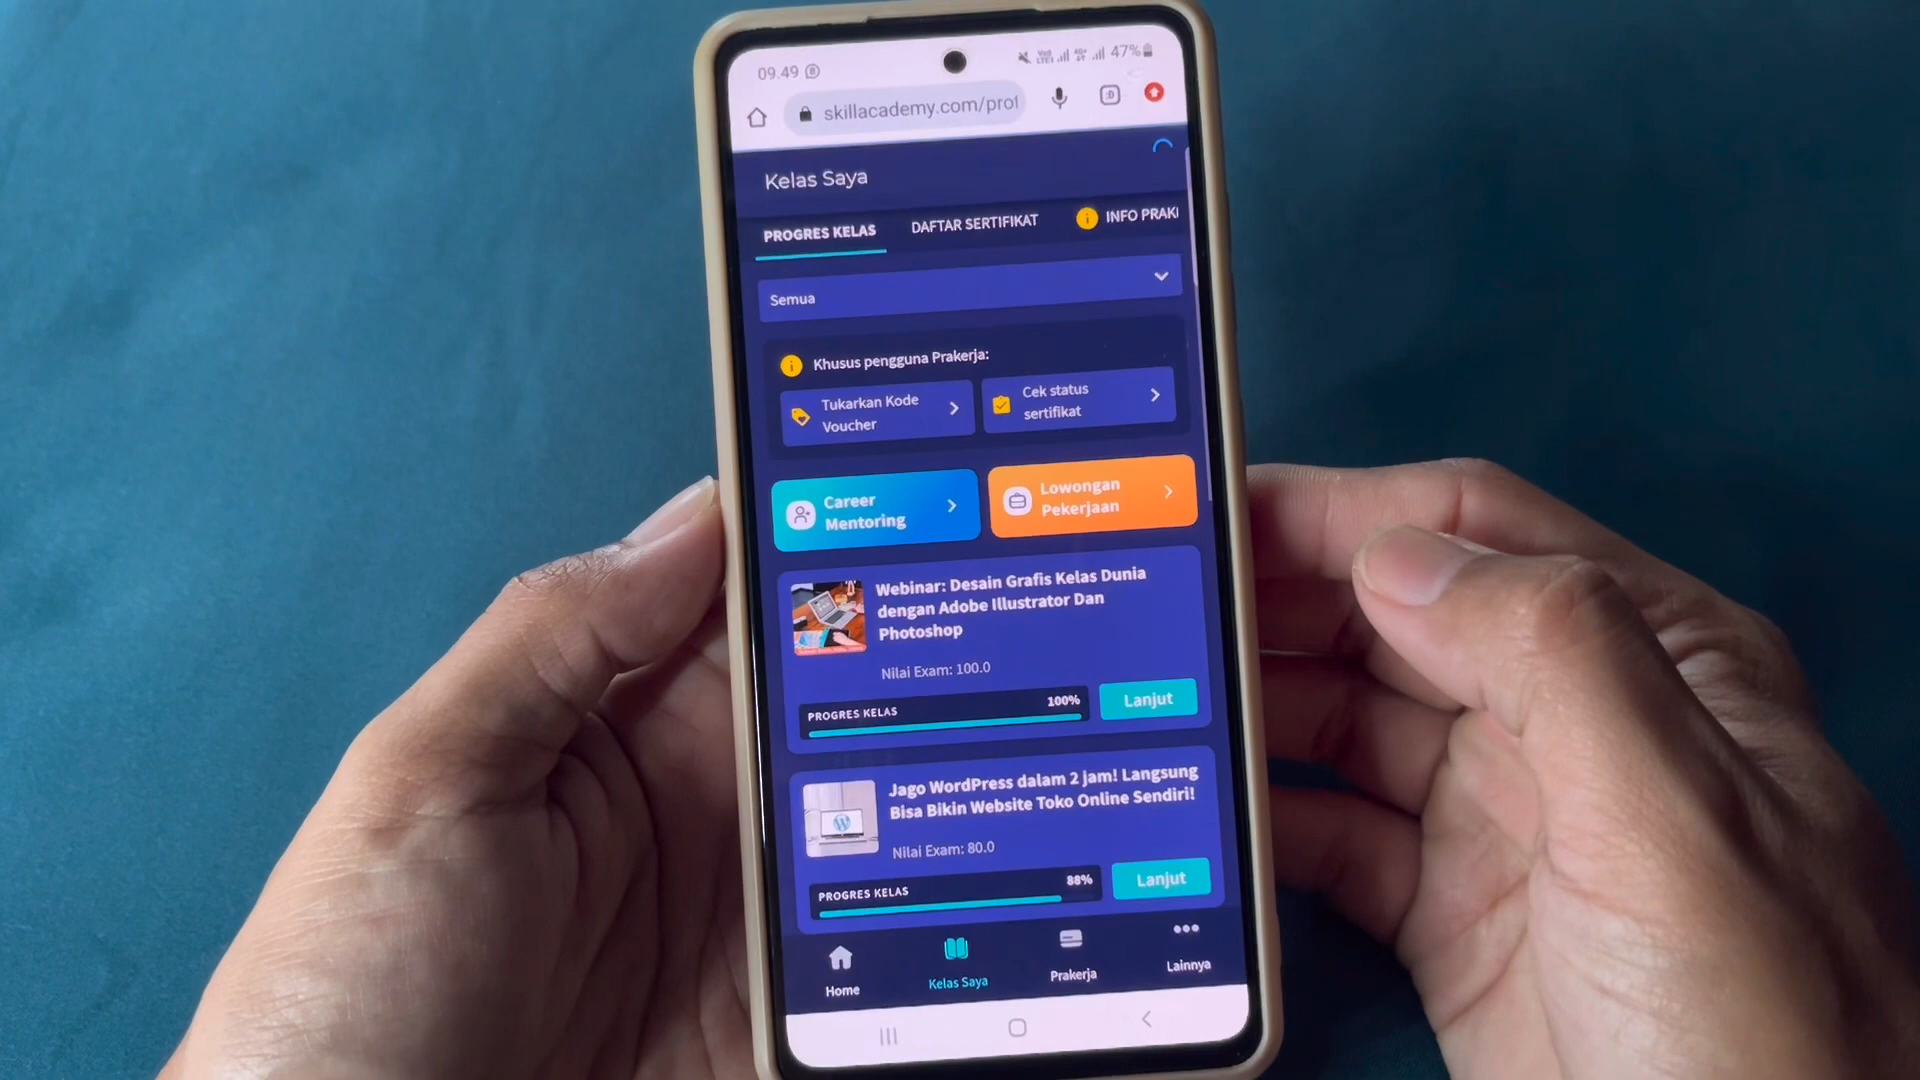 09.49
47%
skillacademy.com/prof
Kelas Saya
PROGRES KELAS
DAFTAR SERTIFIKAT
INFO PRAKI
Semua
Khusus pengguna Prakerja:
Tukarkan Kode
Voucher
Cek status
sertifikat
Career
Mentoring
Lowongan
Pekerjaan
Webinar: Desain Grafis Kelas Dunia
dengan Adobe Illustrator Dan
Photoshop
Nilai Exam: 100.0
PROGRES KELAS
100%
Lanjut
Jago WordPress dalam 2 jam! Langsung
Bisa Bikin Website Toko Online Sendiri!
Nilai Exam: 80.0
PROGRES KELAS
88%
Lanjut
Home
Kelas Saya
Prakerja
Lainnya